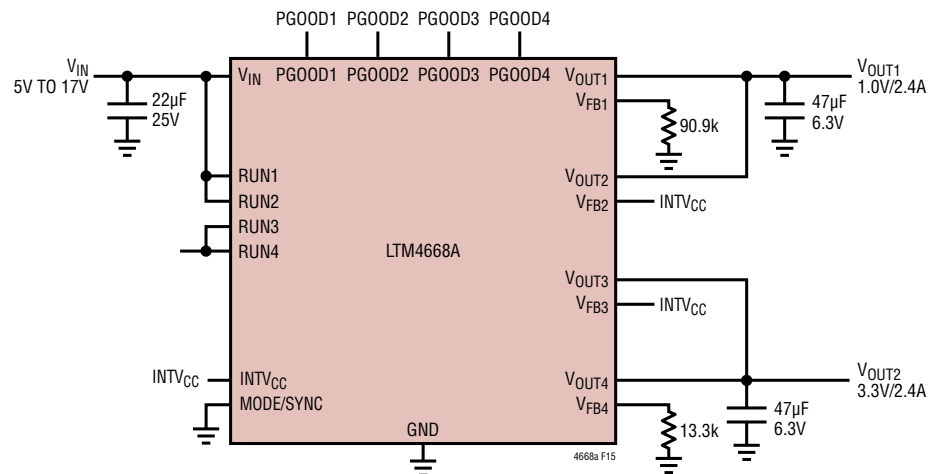 PGOOD1 PGOOD2 PGOOD3 PGOOD4
VIN
5V TO 17V
22µF
25V
VIN
PGOOD1 PGOOD2 PGOOD3 PGOOD4
VOUT1
VFB1
90.9k
47µF
6.3V
VOUT1
1.0V/2.4A
RUN1
RUN2
RUN3
RUN4
VOUT2
VFB2
INTVCC
LTM4668A
VOUT3
VFB3
INTVCC
INTVCC
INTVCC
MODE/SYNC
GND
VOUT4
VFB4
13.3k
47µF
6.3V
VOUT2
3.3V/2.4A
4668a F15